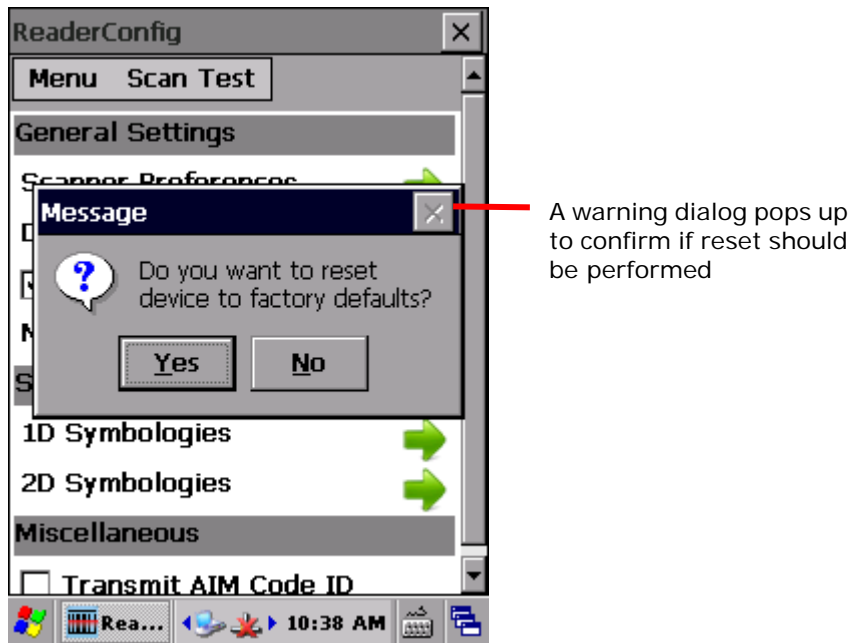 ReaderConfig
Menu Scan Test
General Settings
Scanner Preferences
Message
Do you want to reset
device to factory defaults?
Yes No
1D Symbologies
2D Symbologies
Miscellaneous
Transmit AIM Code ID
Rea... 10:38 AM
A warning dialog pops up
to confirm if reset should
be performed